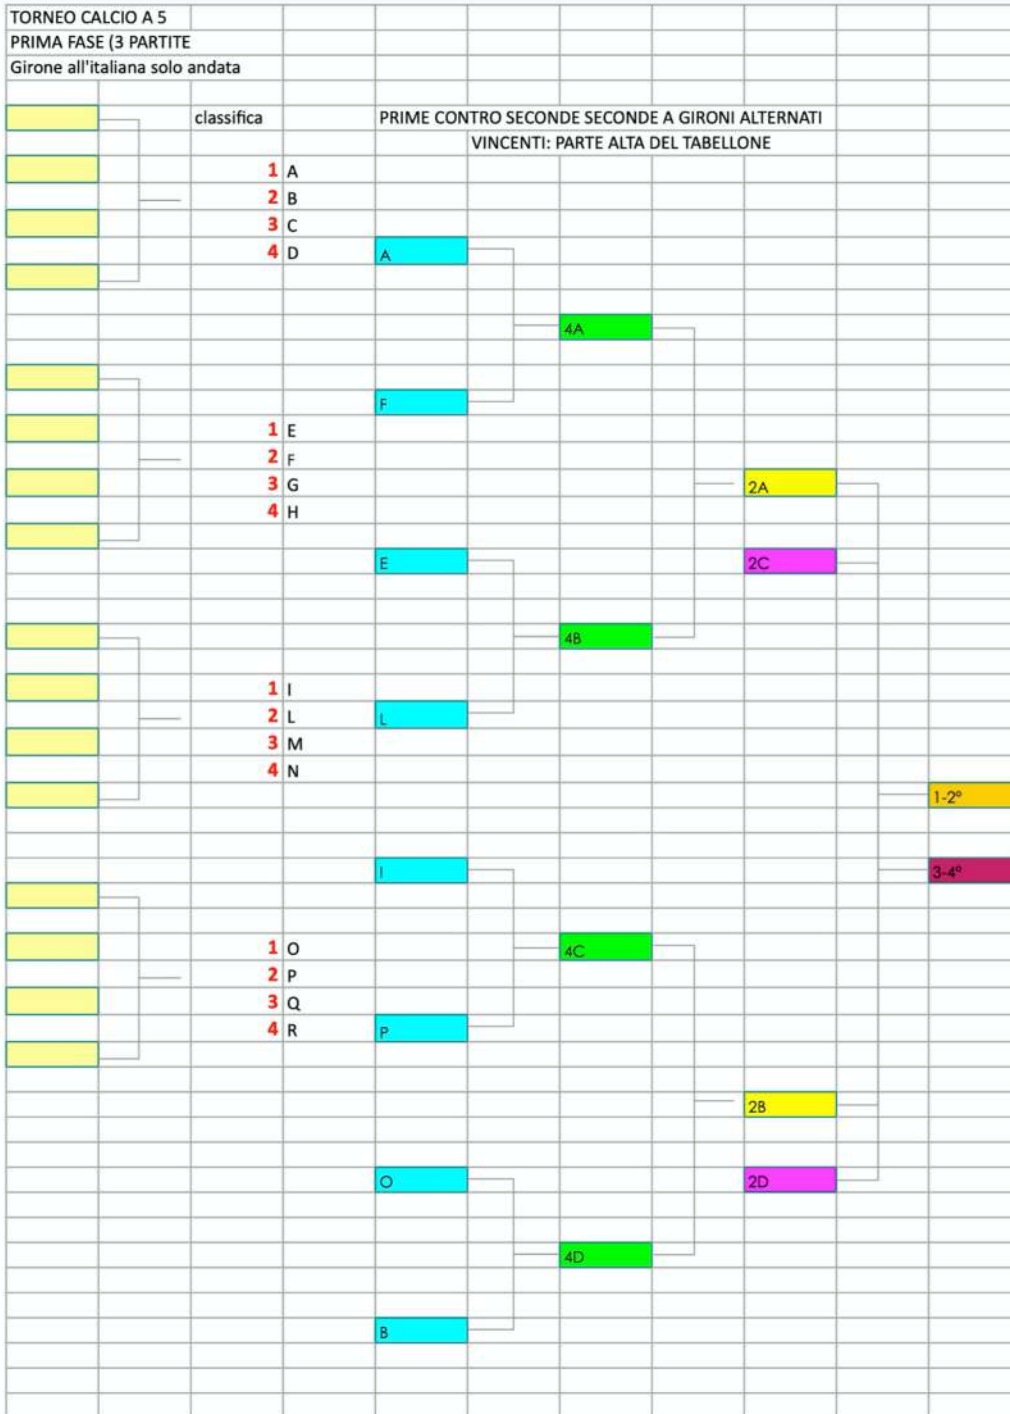 TORNEO CALCIO A 5
PRIMA FASE (3 PARTITE
Girone all'italiana solo andata
classifica PRIME CONTRO SECONDE SECONDE A GIRONI ALTERNATI
VINCENTI: PARTE ALTA DEL TABELLONE
1 A
2 B
3 C
4 D A
4A
F
1 E
2 F
3 G 2A
4 H
E 2C
4B
1 I
2 L L
3 M
4 N
1-2º
I 3-4º
1 O 4C
2 P
3 Q
4 R P
2B
O 2D
4D
B